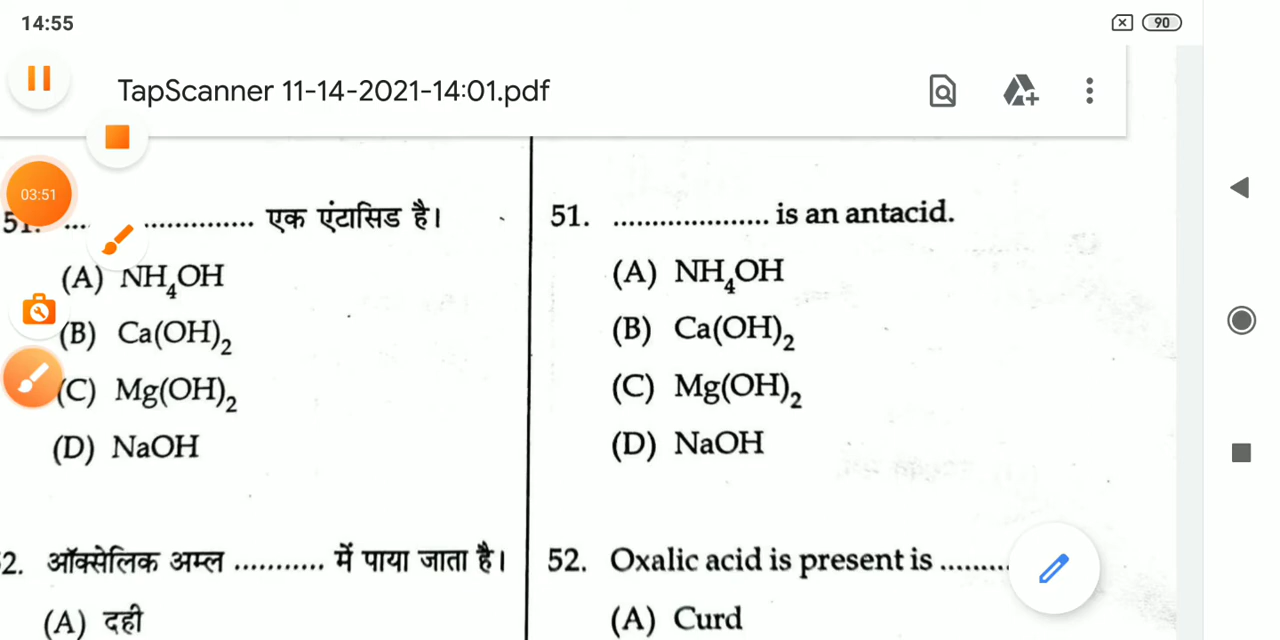 14:55
90
TapScanner 11-14-2021-14:01.pdf
03:51
51. ... .............. एक एंटासिड है।
(A) NH₄OH
(B) Ca(OH)₂
(C) Mg(OH)₂
(D) NaOH
2. ऑक्सेलिक अम्ल ........... में पाया जाता है।
(A) दही
51. .................... is an antacid.
(A) NH₄OH
(B) Ca(OH)₂
(C) Mg(OH)₂
(D) NaOH
52. Oxalic acid is present is .........
(A) Curd